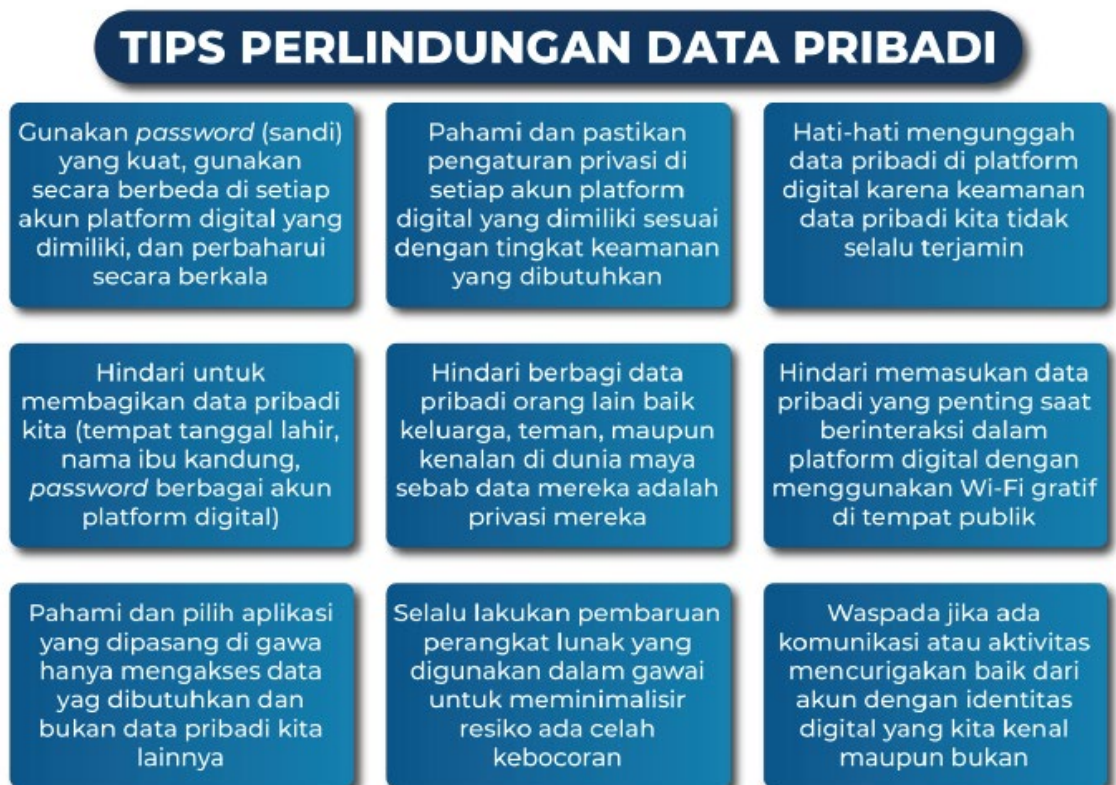 TIPS PERLINDUNGAN DATA PRIBADI
Gunakan password (sandi)
yang kuat, gunakan
secara berbeda di setiap
akun platform digital yang
dimiliki, dan perbaharui
secara berkala
Pahami dan pastikan
pengaturan privasi di
setiap akun platform
digital yang dimiliki sesuai
dengan tingkat keamanan
yang dibutuhkan
Hati-hati mengunggah
data pribadi di platform
digital karena keamanan
data pribadi kita tidak
selalu terjamin
Hindari untuk
membagikan data pribadi
kita (tempat tanggal lahir,
nama ibu kandung,
password berbagai akun
platform digital)
Hindari berbagi data
pribadi orang lain baik
keluarga, teman, maupun
kenalan di dunia maya
sebab data mereka adalah
privasi mereka
Hindari memasukan data
pribadi yang penting saat
berinteraksi dalam
platform digital dengan
menggunakan Wi-Fi gratif
di tempat publik
Pahami dan pilih aplikasi
yang dipasang di gawa
hanya mengakses data
yag dibutuhkan dan
bukan data pribadi kita
lainnya
Selalu lakukan pembaruan
perangkat lunak yang
digunakan dalam gawai
untuk meminimalisir
resiko ada celah
kebocoran
Waspada jika ada
komunikasi atau aktivitas
mencurigakan baik dari
akun dengan identitas
digital yang kita kenal
maupun bukan